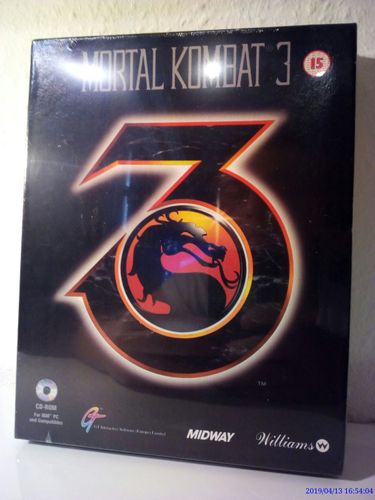 MORTAL KOMBAT 3
15
3
TM
CD-ROM
For IBM PC
and Compatibles
GT Interactive Software (Europe) Limited
MIDWAY
Williams
2019/04/13 16:54:04